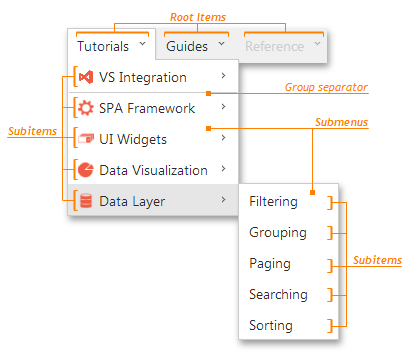 Root Items
Tutorials Guides Reference
VS Integration
Group separator
SPA Framework
Submenus
Subitems
UI Widgets
Data Visualization
Data Layer
Filtering
Grouping
Paging
Subitems
Searching
Sorting